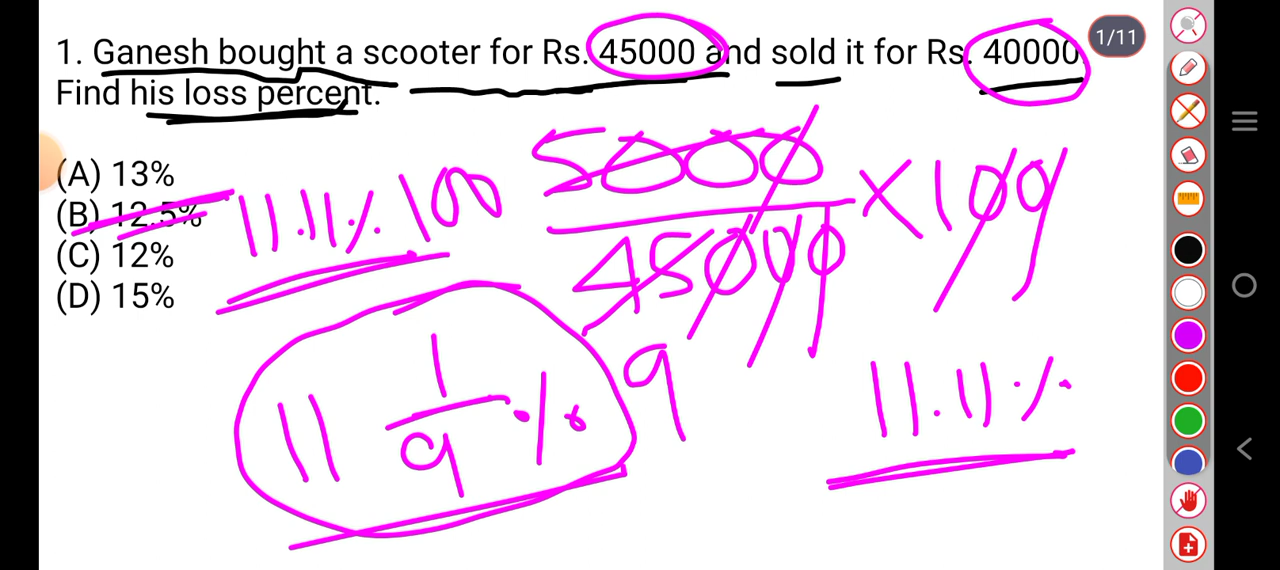 1. Ganesh bought a scooter for Rs. 45000 and sold it for Rs. 40000.
Find his loss percent.
1/11
(A) 13%
(B) 12.5%
(C) 12%
(D) 15%
11.11% 100
5000
45000
×100
9
11 1/9 %
11.11%